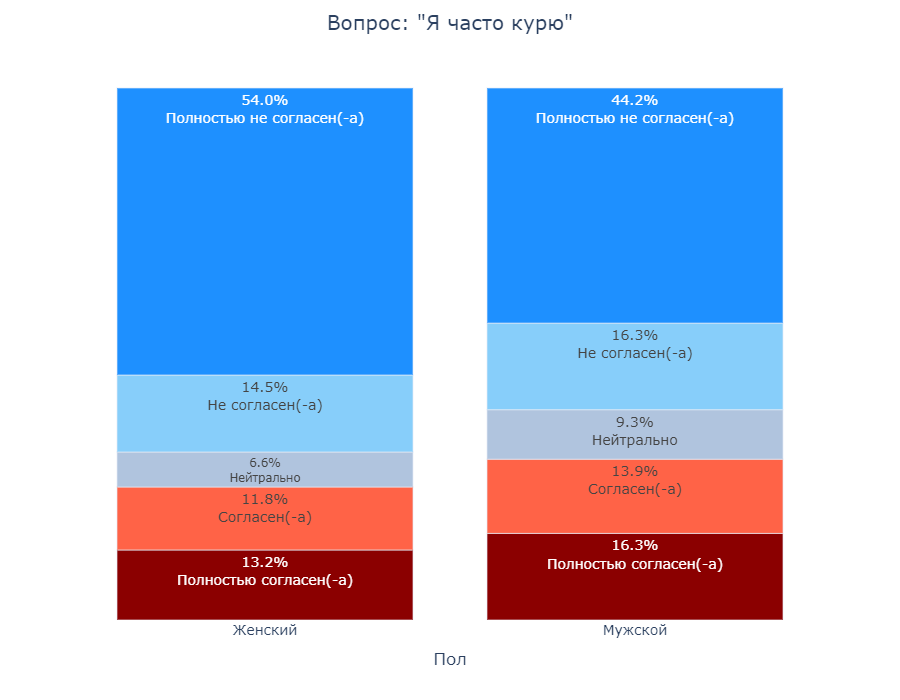 Вопрос: "Я часто курю"
54.0%
Полностью не согласен(-а)
14.5%
Не согласен(-а)
6.6%
Нейтрально
11.8%
Согласен(-а)
13.2%
Полностью согласен(-а)
Женский
44.2%
Полностью не согласен(-а)
16.3%
Не согласен(-а)
9.3%
Нейтрально
13.9%
Согласен(-а)
16.3%
Полностью согласен(-а)
Мужской
Пол